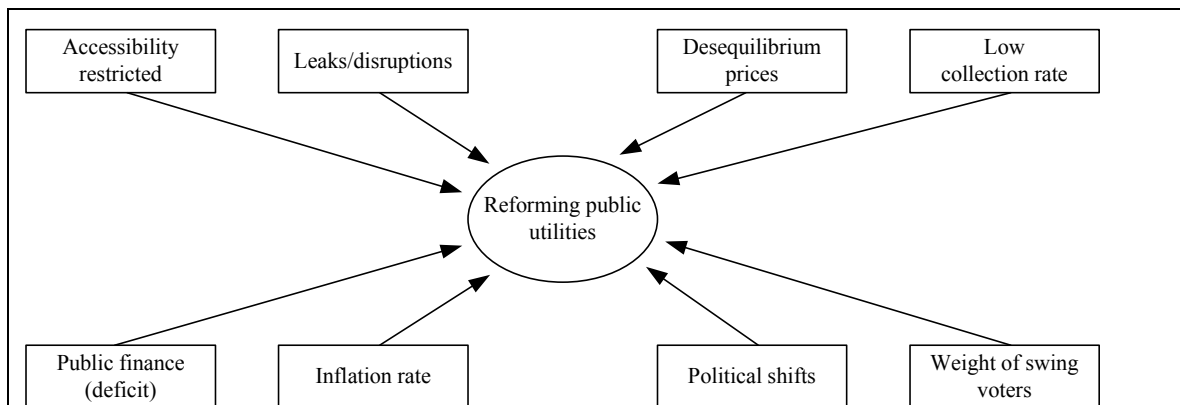 Accessibility
restricted
Leaks/disruptions
Desequilibrium
prices
Low
collection rate
Reforming public
utilities
Public finance
(deficit)
Inflation rate
Political shifts
Weight of swing
voters